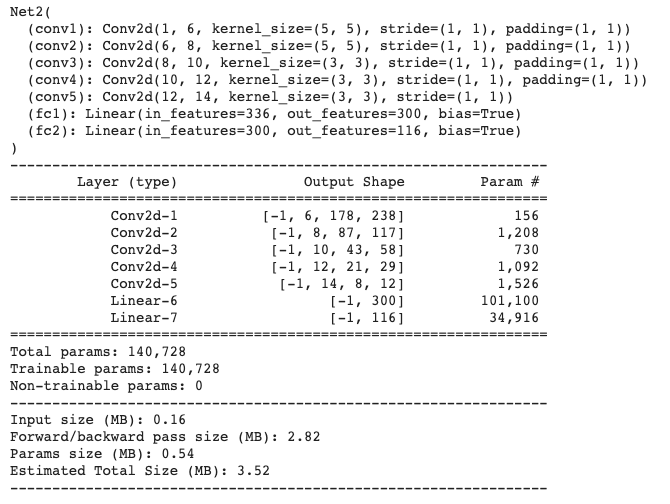 Net2(
  (conv1): Conv2d(1, 6, kernel_size=(5, 5), stride=(1, 1), padding=(1, 1))
  (conv2): Conv2d(6, 8, kernel_size=(5, 5), stride=(1, 1), padding=(1, 1))
  (conv3): Conv2d(8, 10, kernel_size=(3, 3), stride=(1, 1), padding=(1, 1))
  (conv4): Conv2d(10, 12, kernel_size=(3, 3), stride=(1, 1), padding=(1, 1))
  (conv5): Conv2d(12, 14, kernel_size=(3, 3), stride=(1, 1))
  (fc1): Linear(in_features=336, out_features=300, bias=True)
  (fc2): Linear(in_features=300, out_features=116, bias=True)
)
----------------------------------------------------------------
        Layer (type)               Output Shape         Param #
================================================================
            Conv2d-1          [-1, 6, 178, 238]             156
            Conv2d-2           [-1, 8, 87, 117]           1,208
            Conv2d-3           [-1, 10, 43, 58]             730
            Conv2d-4           [-1, 12, 21, 29]           1,092
            Conv2d-5            [-1, 14, 8, 12]           1,526
            Linear-6                  [-1, 300]         101,100
            Linear-7                  [-1, 116]          34,916
================================================================
Total params: 140,728
Trainable params: 140,728
Non-trainable params: 0
----------------------------------------------------------------
Input size (MB): 0.16
Forward/backward pass size (MB): 2.82
Params size (MB): 0.54
Estimated Total Size (MB): 3.52
----------------------------------------------------------------